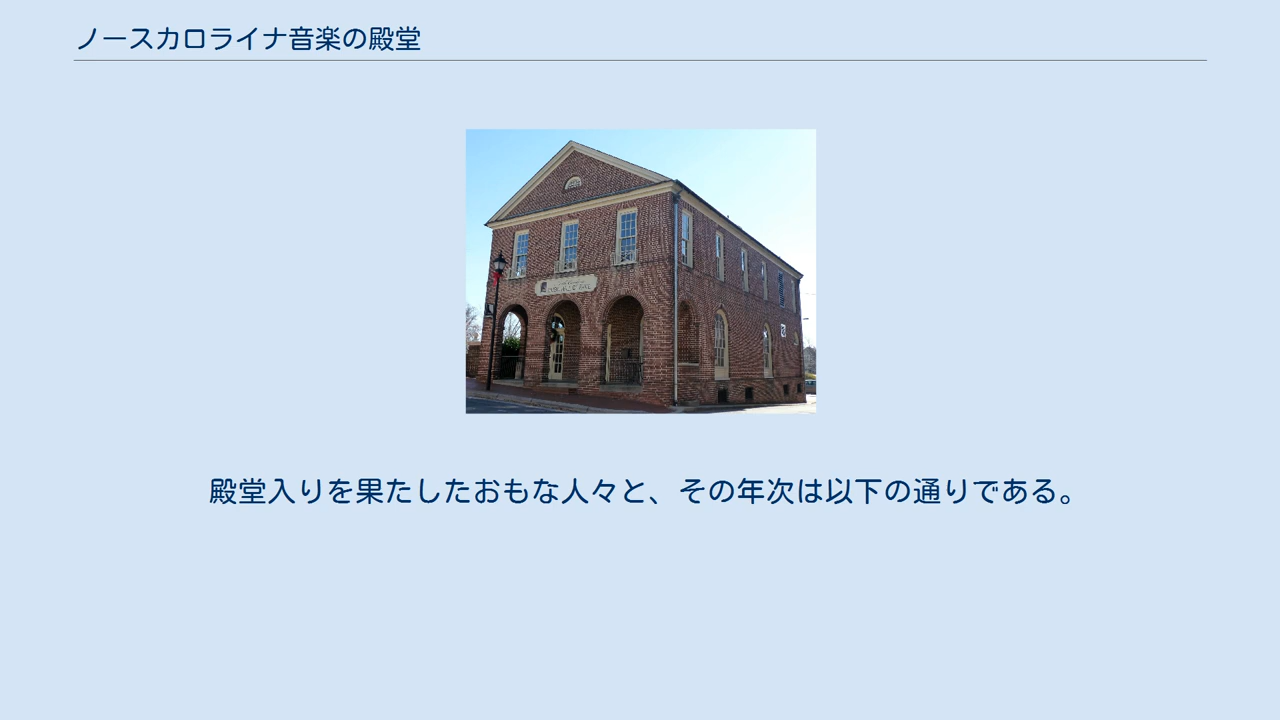 ノースカロライナ音楽の殿堂
殿堂入りを果たしたおもな人々と、その年次は以下の通りである。